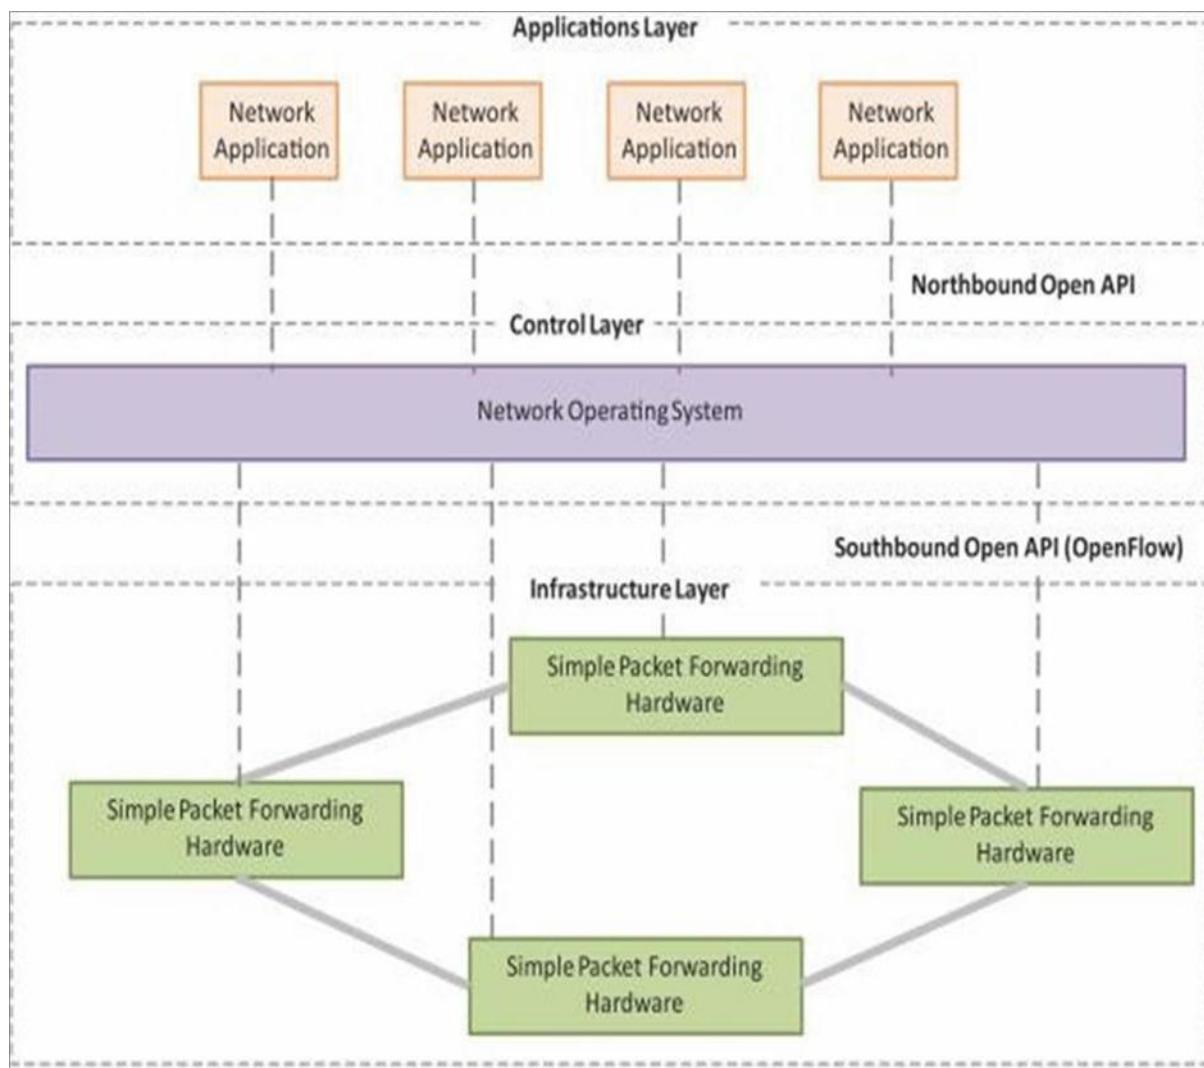 Applications Layer
Network
Application
Network
Application
Network
Application
Network
Application
Northbound Open API
Control Layer
Network Operating System
Southbound Open API (OpenFlow)
Infrastructure Layer
Simple Packet Forwarding
Hardware
Simple Packet Forwarding
Hardware
Simple Packet Forwarding
Hardware
Simple Packet Forwarding
Hardware